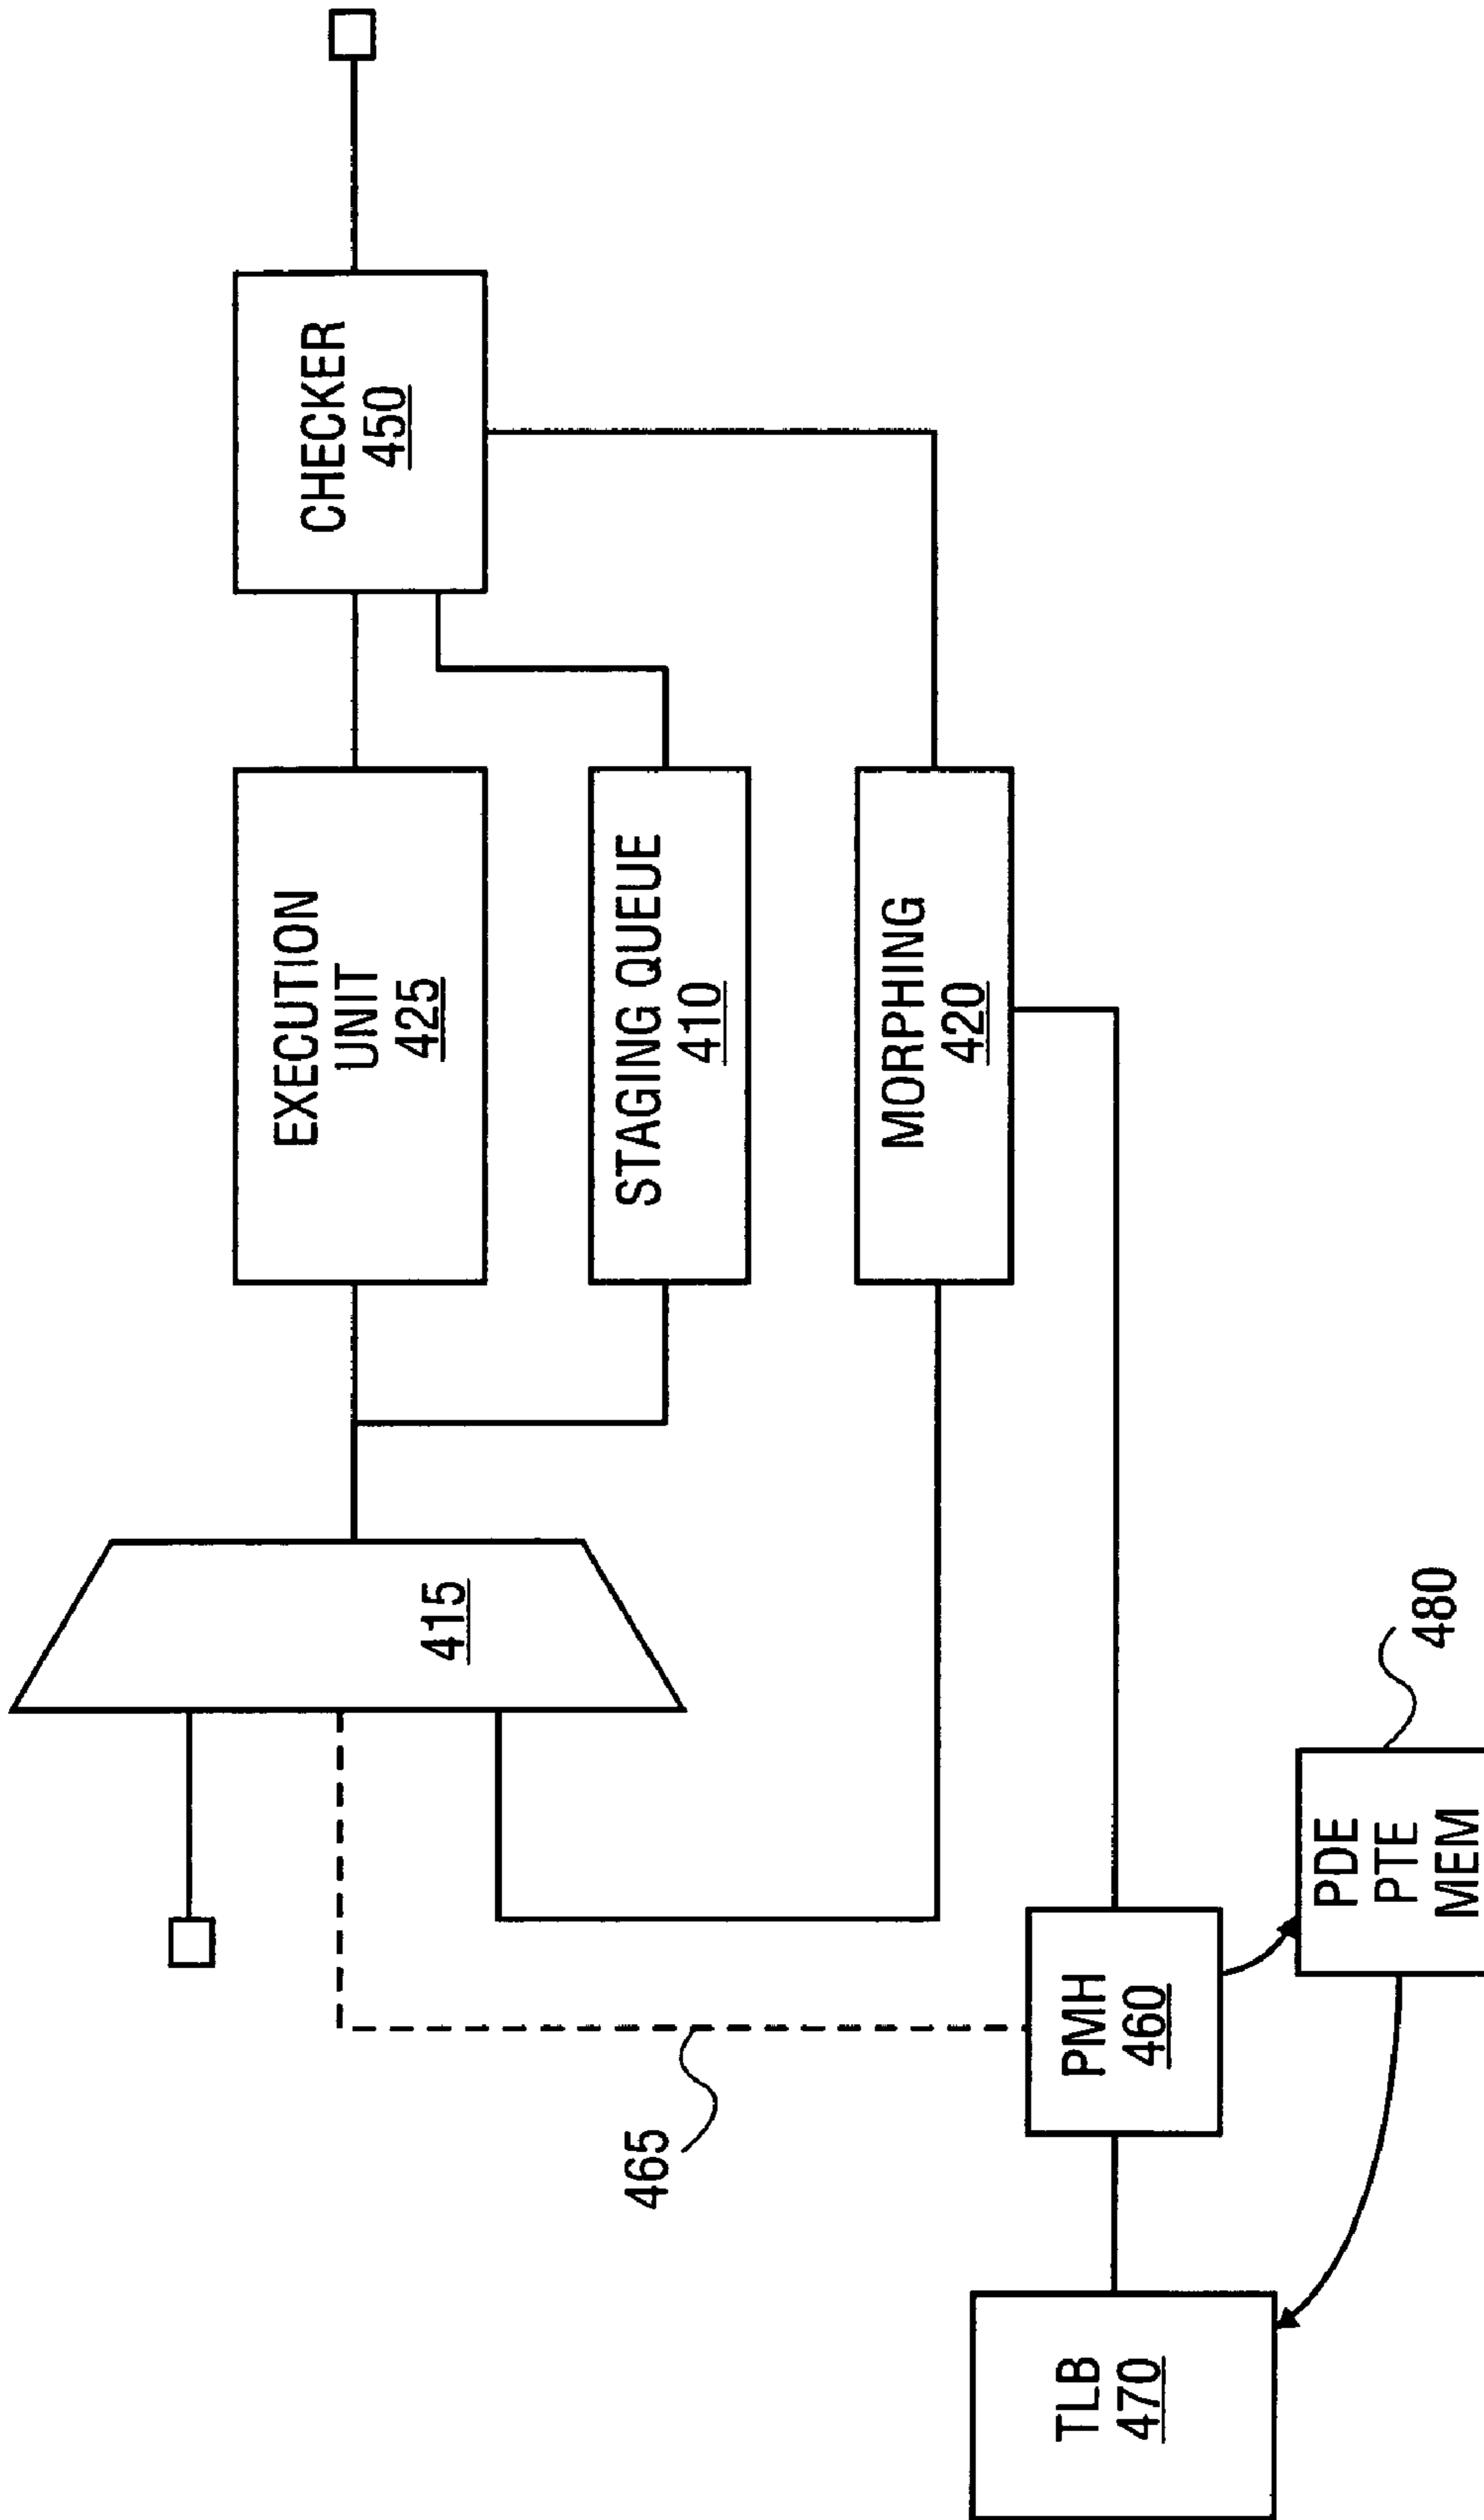 CHECKER
450
EXECUTION
UNIT
425
STAGING QUEUE
410
MORPHING
420
415
465
PMH
460
PDE
PTE
MEM
480
TLB
470